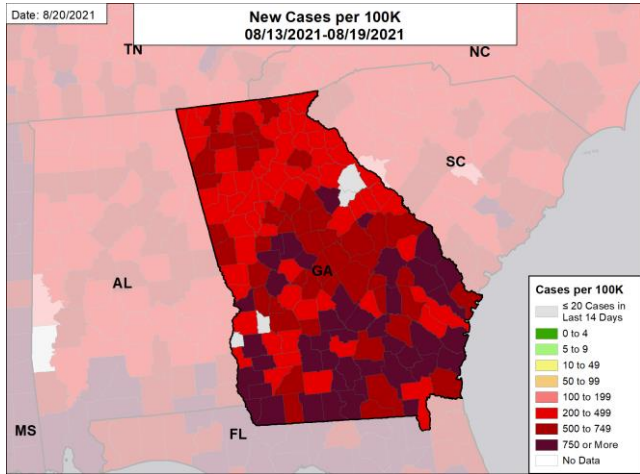 Date: 8/20/2021
New Cases per 100K
08/13/2021-08/19/2021
TN
NC
SC
AL
GA
MS
FL
Cases per 100K
≤ 20 Cases in
Last 14 Days
0 to 4
5 to 9
10 to 49
50 to 99
100 to 199
200 to 499
500 to 749
750 or More
No Data